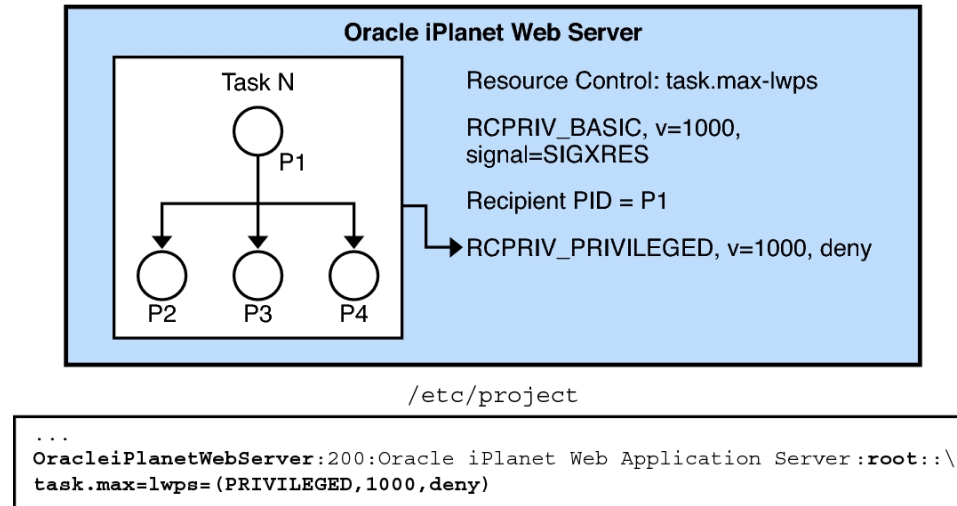 Oracle iPlanet Web Server
Task N
P1
P2 P3 P4
Resource Control: task.max-lwps
RCPRIV_BASIC, v=1000,
signal=SIGXRES
Recipient PID = P1
RCPRIV_PRIVILEGED, v=1000, deny
/etc/project
...
OracleiPlanetWebServer:200:Oracle iPlanet Web Application Server:root::\
task.max=lwps=(PRIVILEGED,1000,deny)